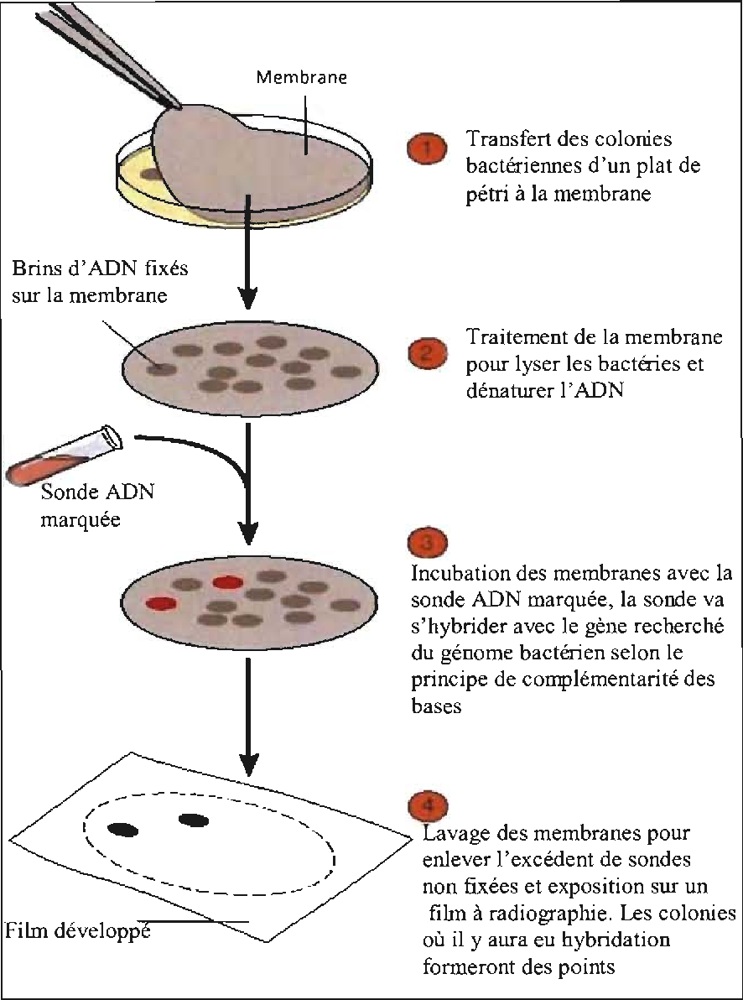 Membrane
1
Transfert des colonies
bactériennes d'un plat de
pétri à la membrane
Brins d'ADN fixés
sur la membrane
2
Traitement de la membrane
pour lyser les bactéries et
dénaturer l'ADN
Sonde ADN
marquée
3
Incubation des membranes avec la
sonde ADN marquée, la sonde va
s'hybrider avec le gène recherché
du génome bactérien selon le
principe de complémentarité des
bases
4
Lavage des membranes pour
enlever l'excédent de sondes
non fixées et exposition sur un
film à radiographie. Les colonies
où il y aura eu hybridation
formeront des points
Film développé